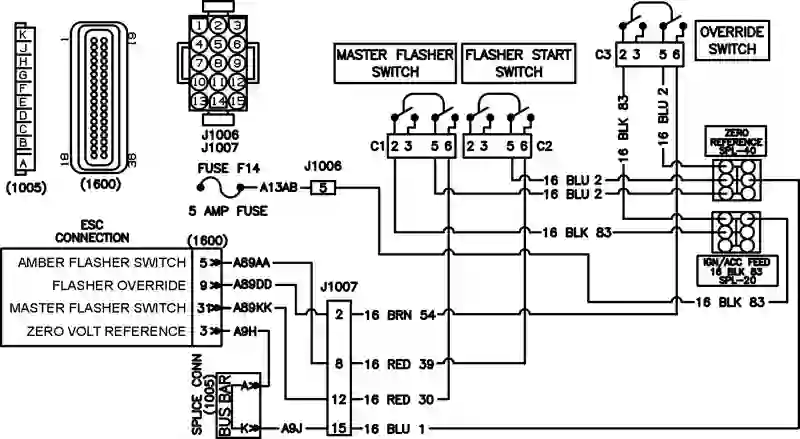 K
J
H
G
F
E
D
C
B
A
(1005)
1
19
18
38
(1600)
1 2 3
4 5 6
7 8 9
10 11 12
13 14 15
J1006
J1007
MASTER FLASHER
SWITCH
FLASHER START
SWITCH
OVERRIDE
SWITCH
C3 2 3 5 6
C1 2 3 5 6
2 3 5 6 C2
16 BLK 83
16 BLU 2
ZERO
REFERENCE
SPL-40
FUSE F14
A13AB
5 AMP FUSE
J1006
5
16 BLU 2
16 BLU 2
16 BLK 83
IGN/ACC FEED
16 BLK 83
SPL-20
16 BLK 83
ESC
CONNECTION
(1600)
AMBER FLASHER SWITCH 5 A89AA
FLASHER OVERRIDE 9 A89DD
MASTER FLASHER SWITCH 31 A89KK
ZERO VOLT REFERENCE 3 A9H
J1007
2 16 BRN 54
8 16 RED 39
12 16 RED 30
15 16 BLU 1
SPLICE CONN
(1005)
BUS BAR
A
K
A9J